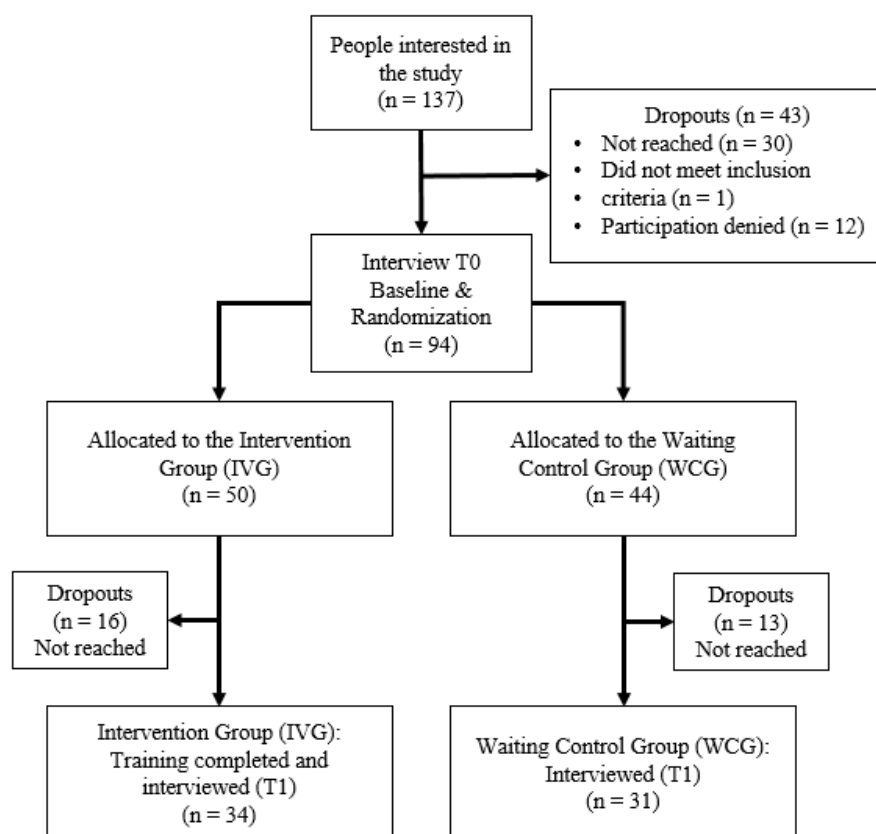 People interested in
the study
(n = 137)
Dropouts (n = 43)
• Not reached (n = 30)
• Did not meet inclusion
• criteria (n = 1)
• Participation denied (n = 12)
Interview T0
Baseline &
Randomization
(n = 94)
Allocated to the Intervention
Group (IVG)
(n = 50)
Allocated to the Waiting
Control Group (WCG)
(n = 44)
Dropouts
(n = 16)
Not reached
Dropouts
(n = 13)
Not reached
Intervention Group (IVG):
Training completed and
interviewed (T1)
(n = 34)
Waiting Control Group (WCG):
Interviewed (T1)
(n = 31)